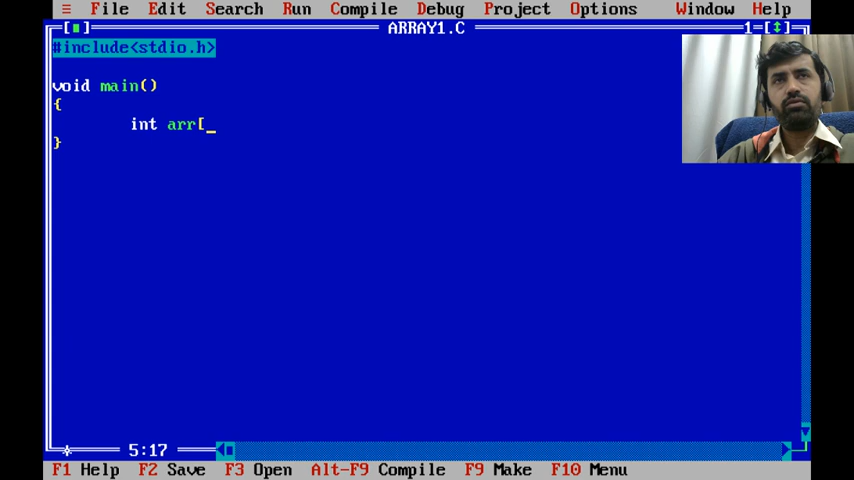 ≡ File Edit Search Run Compile Debug Project Options Window Help
ARRAY1.C 1
#include<stdio.h>
void main()
{
int arr[_
}
5:17
F1 Help F2 Save F3 Open Alt-F9 Compile F9 Make F10 Menu